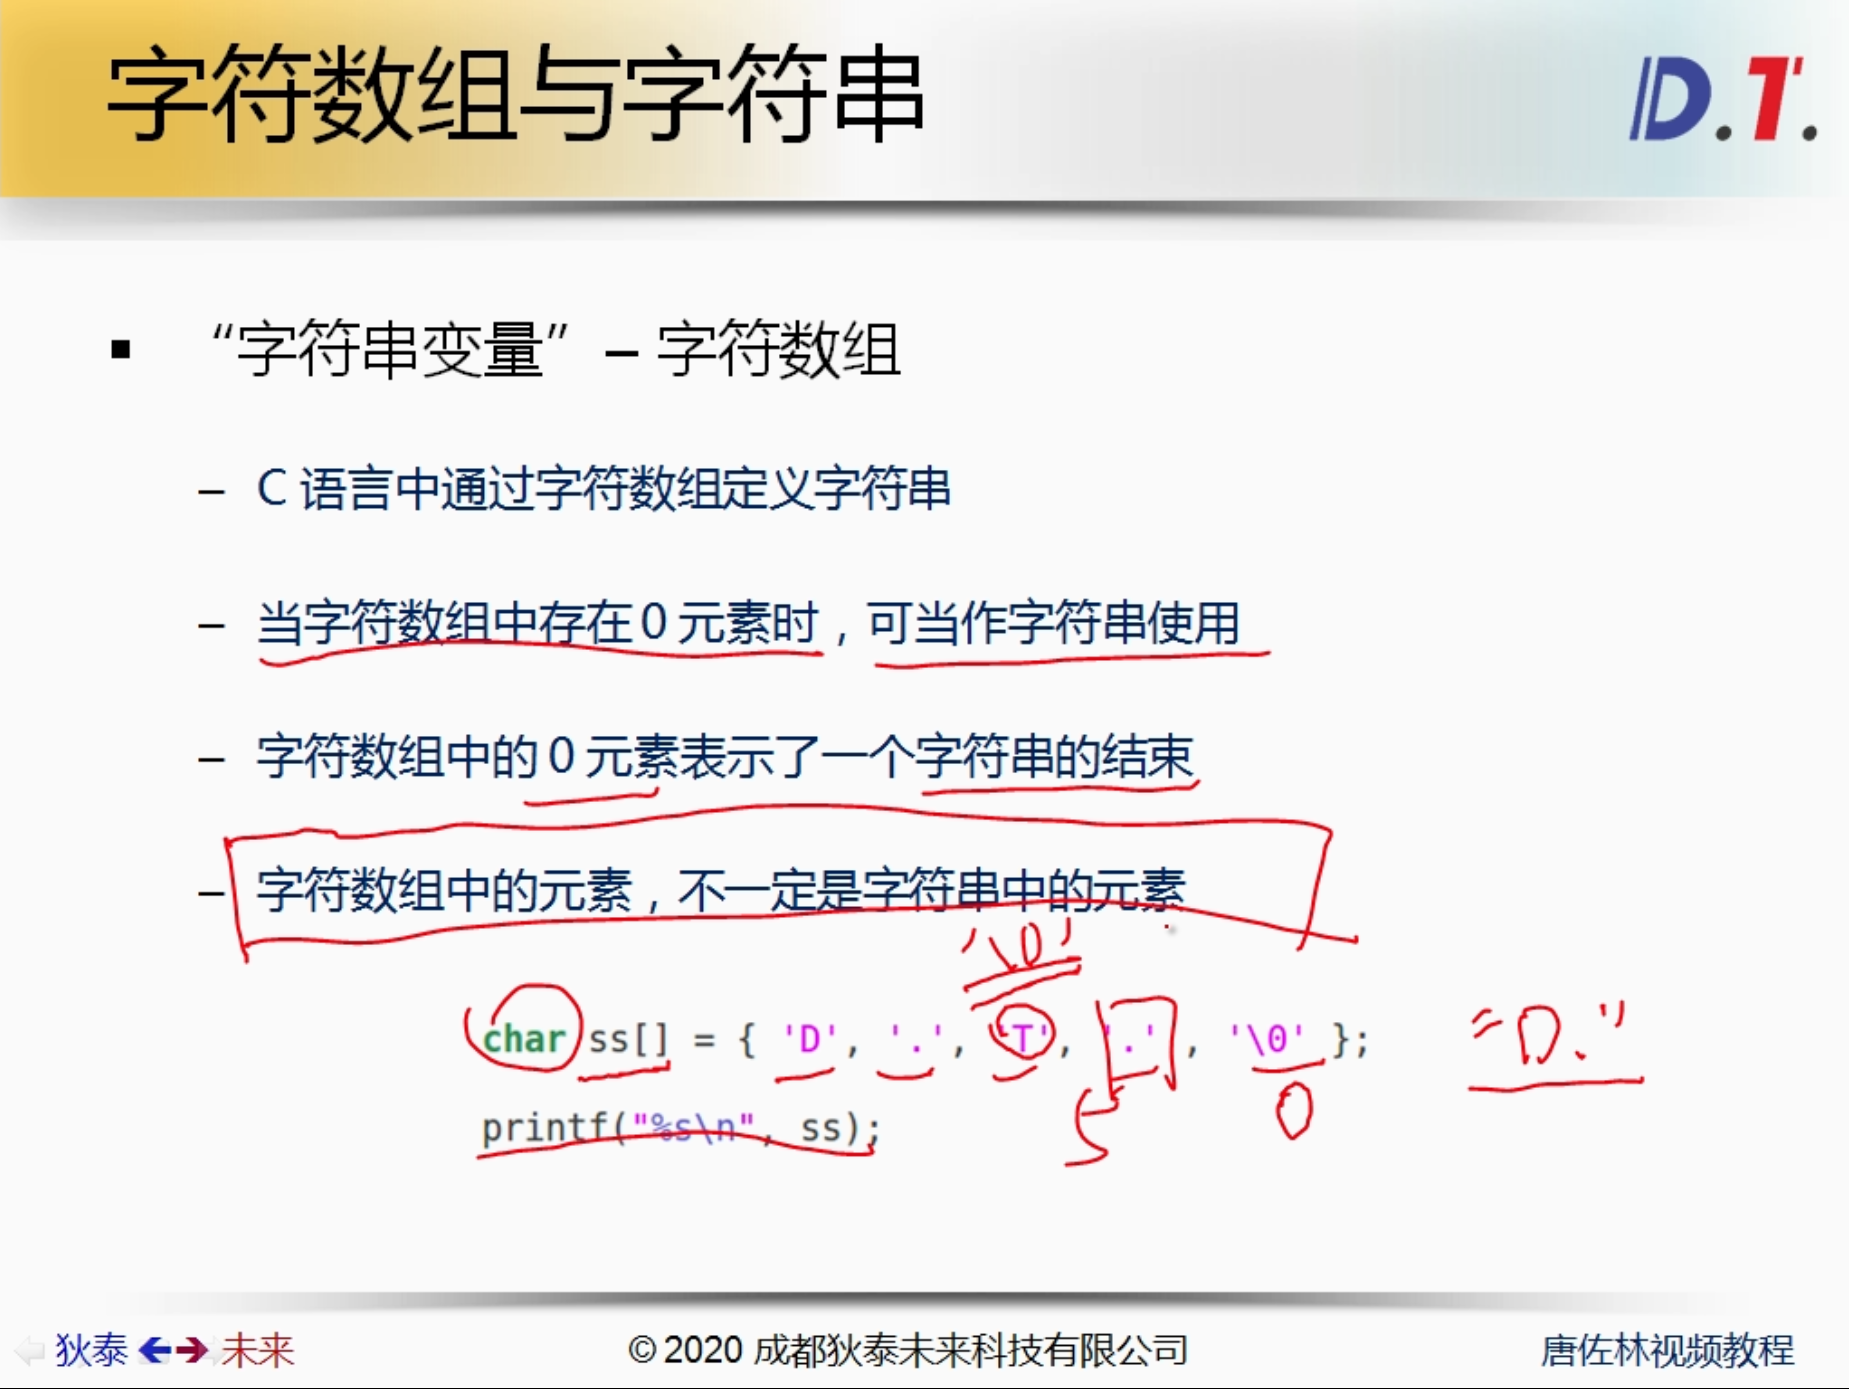 字符数组与字符串
D.T.
▪ “字符串变量” – 字符数组
– C 语言中通过字符数组定义字符串
– 当字符数组中存在 0 元素时，可当作字符串使用
– 字符数组中的 0 元素表示了一个字符串的结束
– 字符数组中的元素，不一定是字符串中的元素
'\0'
char ss[] = { 'D', '.', 'T', '.', '\0' };
"D."
printf("%s\n", ss);
5
0
狄泰 未来
© 2020 成都狄泰未来科技有限公司
唐佐林视频教程